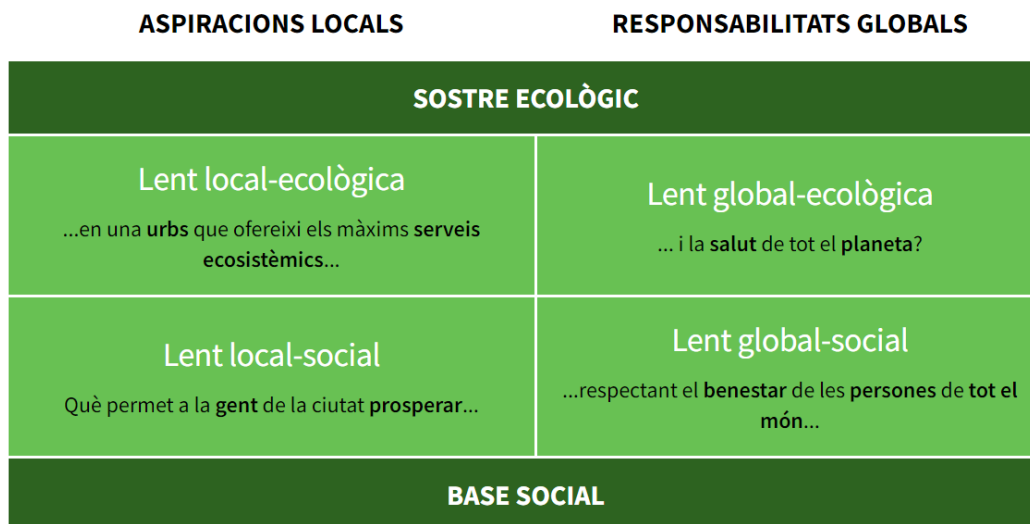 ASPIRACIONS LOCALS
RESPONSABILITATS GLOBALS
SOSTRE ECOLÒGIC
Lent local-ecològica
...en una urbs que ofereixi els màxims serveis
ecosistèmics...
Lent global-ecològica
... i la salut de tot el planeta?
Lent local-social
Què permet a la gent de la ciutat prosperar...
Lent global-social
...respectant el benestar de les persones de tot el
món...
BASE SOCIAL